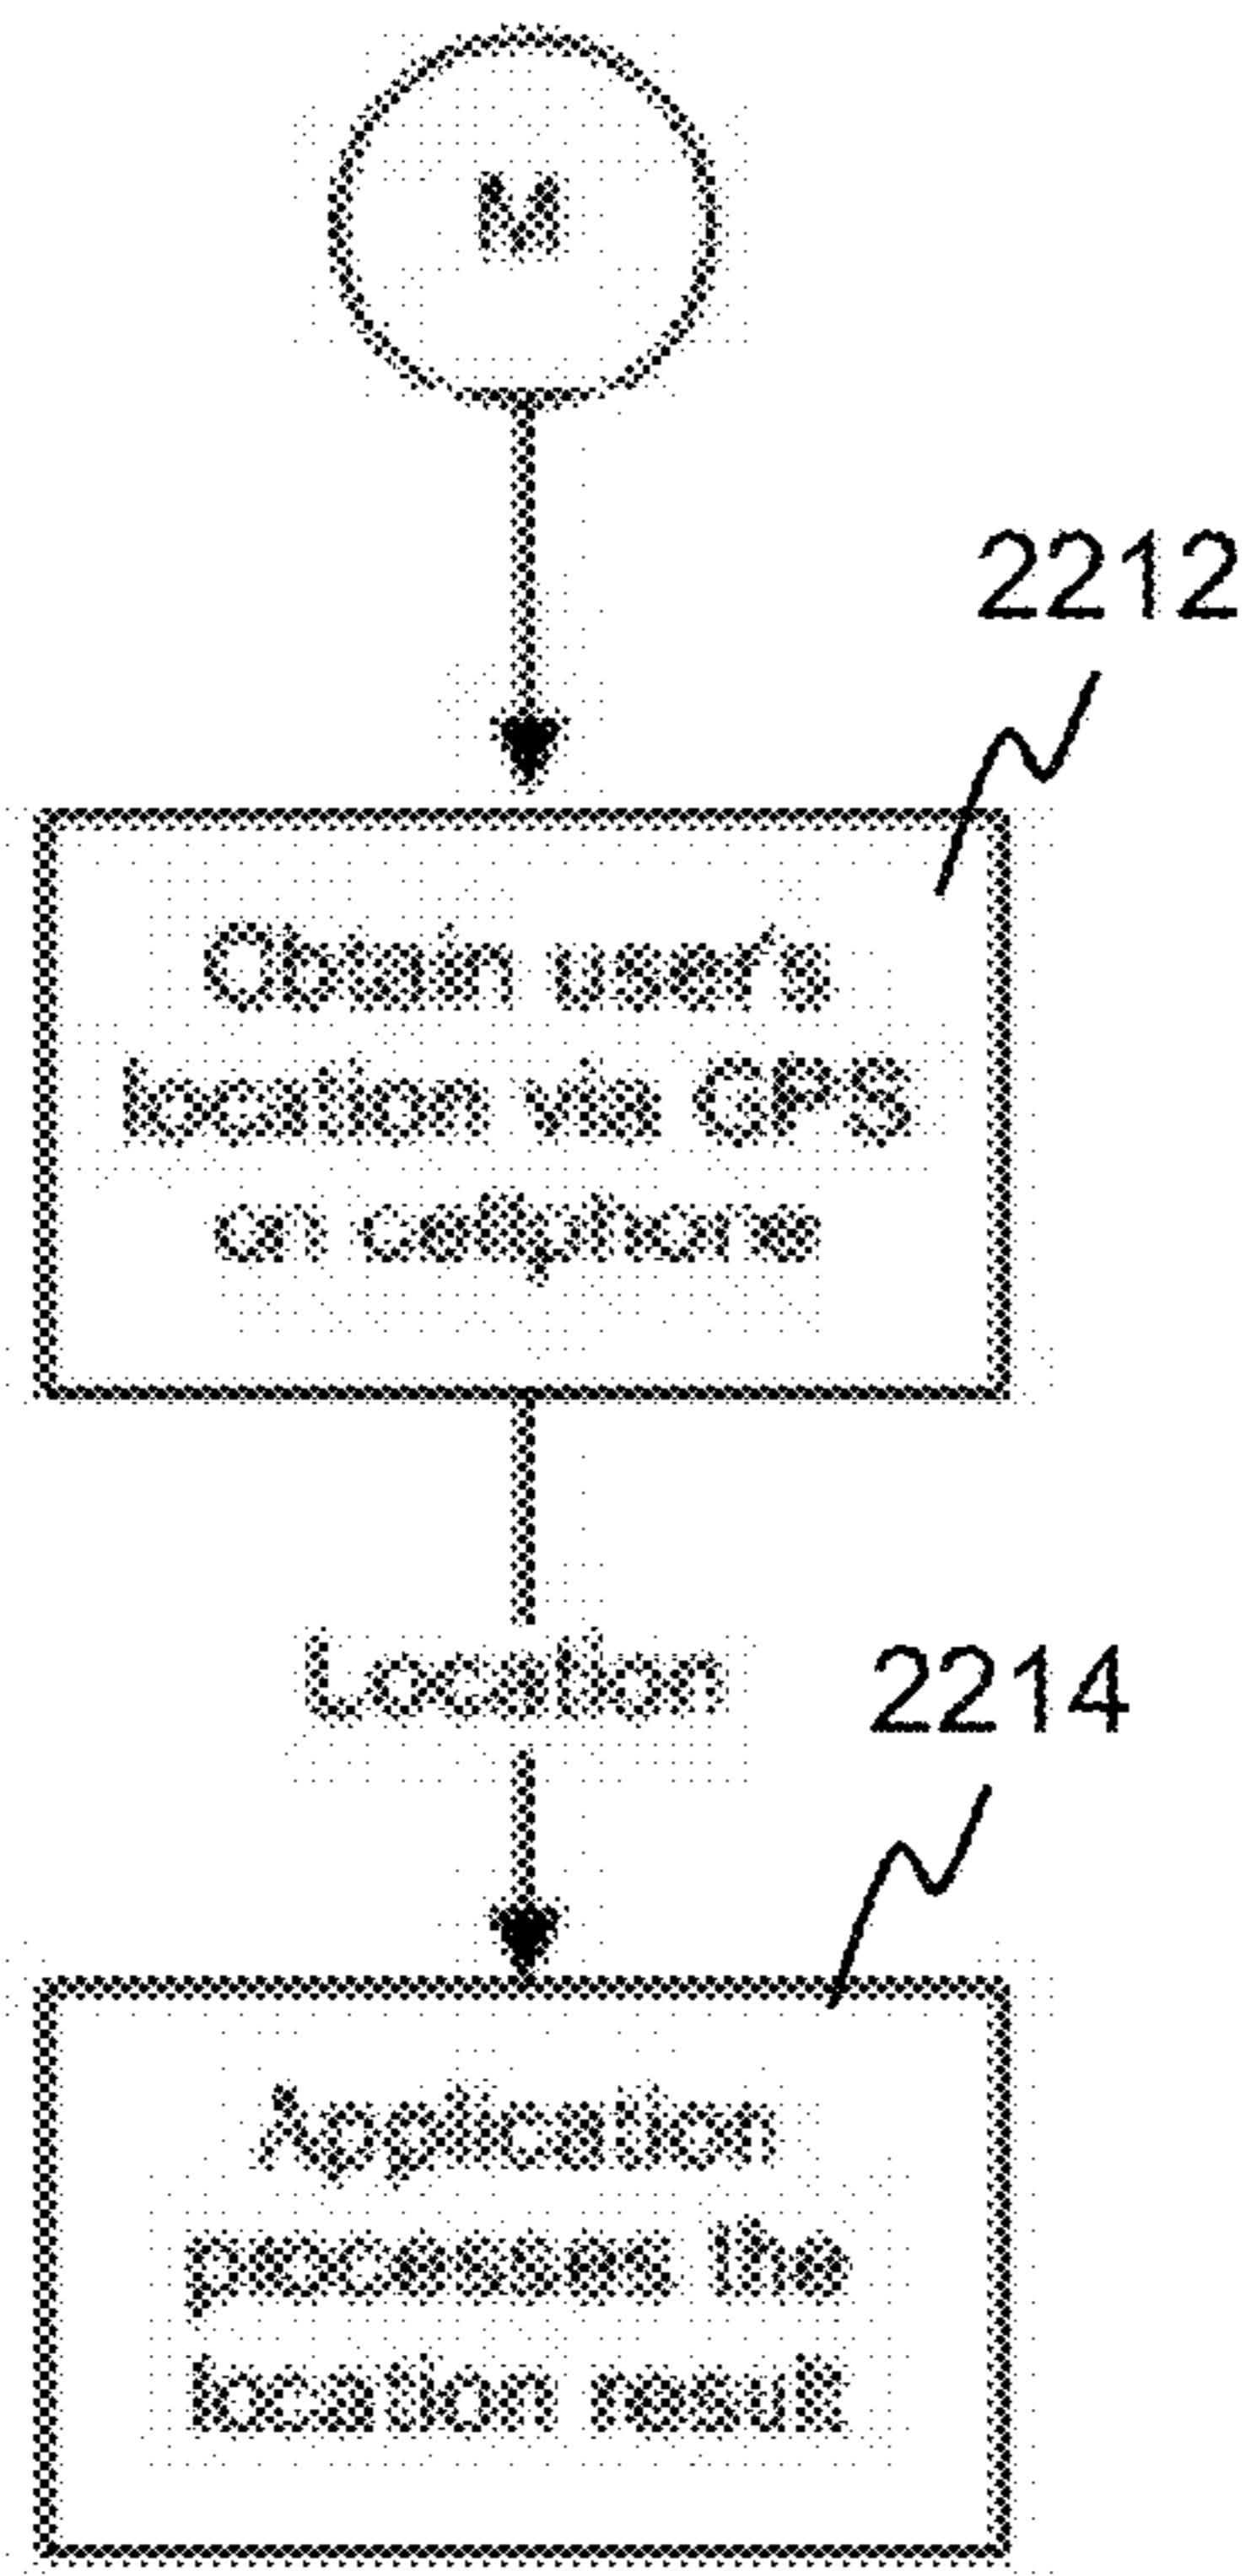 M
2212
Obtain user's
location via GPS
on cellphone
Location
2214
Application
processes the
location result